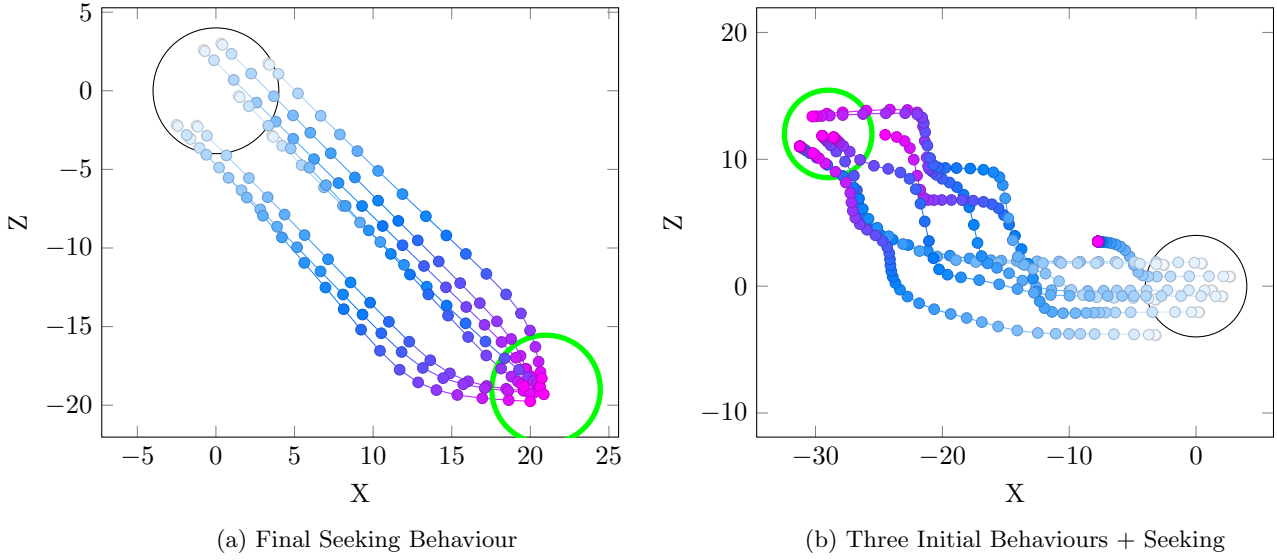 5
0
−5
−10
−15
−20
−5 0 5 10 15 20 25
Z
X
(a) Final Seeking Behaviour
20
10
0
−10
−30 −20 −10 0
Z
X
(b) Three Initial Behaviours + Seeking